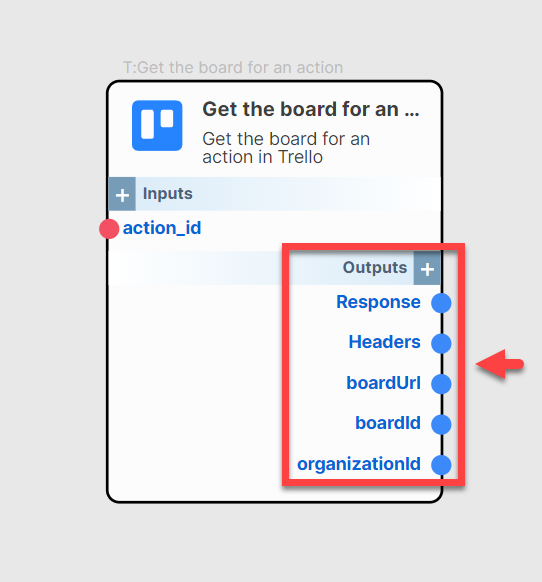 T:Get the board for an action
Get the board for an ...
Get the board for an
action in Trello
+ Inputs
action_id
Outputs +
Response
Headers
boardUrl
boardId
organizationId